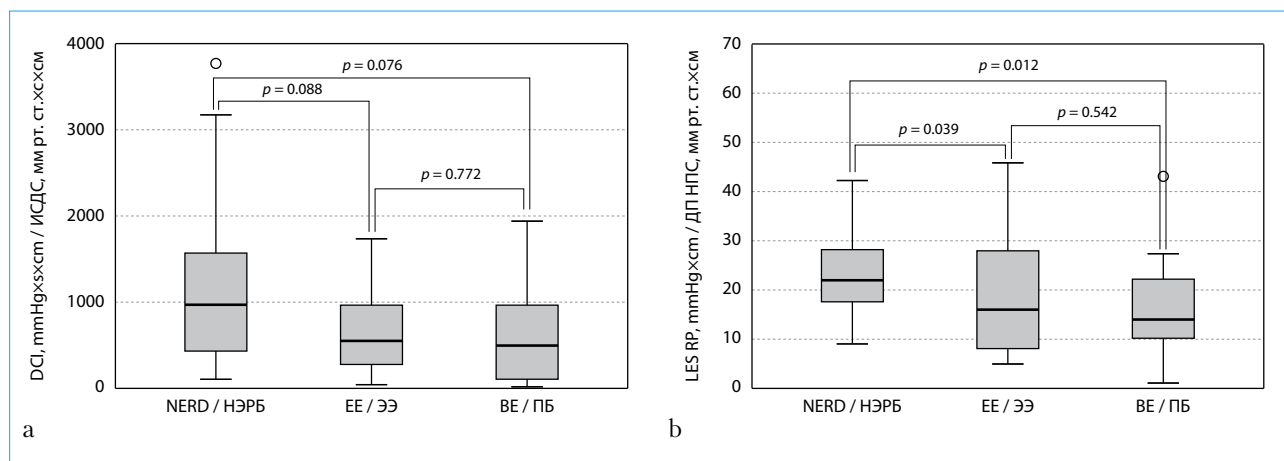 DCI, mmHg×s×cm / ИСДС, мм рт. ст.×с×см
4000
3000
2000
1000
0
p = 0.076
p = 0.088
p = 0.772
NERD / НЭРБ
EE / ЭЭ
BE / ПБ
a
LES RP, mmHg×cm / ДП НПС, мм рт. ст.×см
70
60
50
40
30
20
10
0
p = 0.012
p = 0.542
p = 0.039
NERD / НЭРБ
EE / ЭЭ
BE / ПБ
b